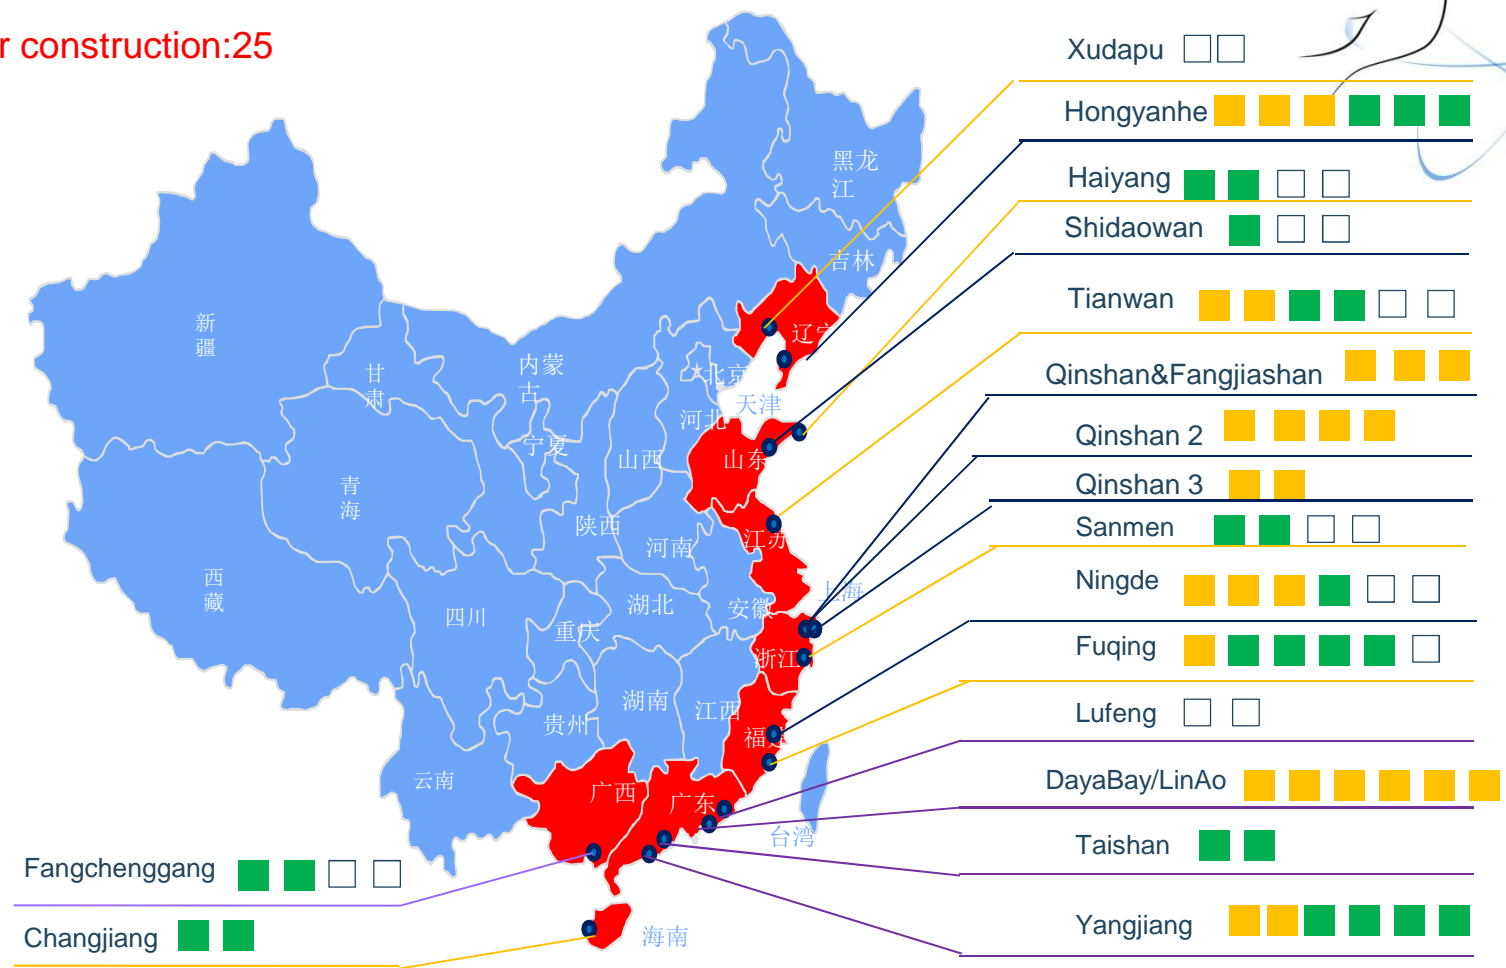 r construction:25
Xudapu
Hongyanhe
Haiyang
Shidaowan
Tianwan
Qinshan&Fangjiashan
Qinshan 2
Qinshan 3
Sanmen
Ningde
Fuqing
Lufeng
DayaBay/LinAo
Taishan
Yangjiang
Fangchenggang
Changjiang
黑龙
江
吉林
辽宁
新
疆
甘
肃
内蒙
古
北京
天津
河北
宁夏
山西
山东
青
海
陕西
河南
江苏
西
藏
上海
安徽
湖北
四川
重庆
浙江
湖南
江西
贵州
福建
云南
广西
广东
台湾
海南